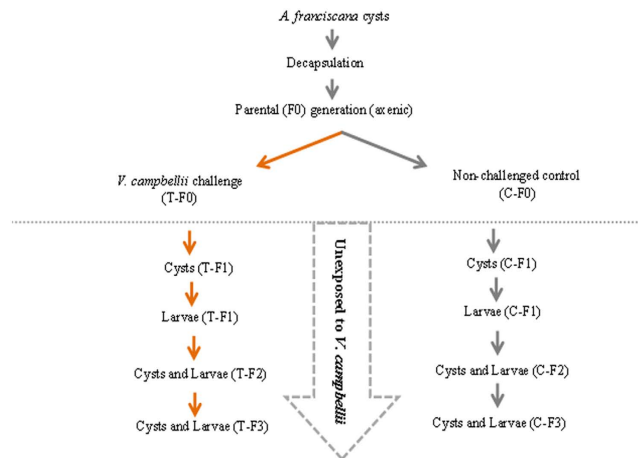 A. franciscana cysts
Decapsulation
Parental (F0) generation (axenic)
V. campbellii challenge
(T-F0)
Non-challenged control
(C-F0)
Unexposed to V. campbellii
Cysts (T-F1)
Larvae (T-F1)
Cysts and Larvae (T-F2)
Cysts and Larvae (T-F3)
Cysts (C-F1)
Larvae (C-F1)
Cysts and Larvae (C-F2)
Cysts and Larvae (C-F3)